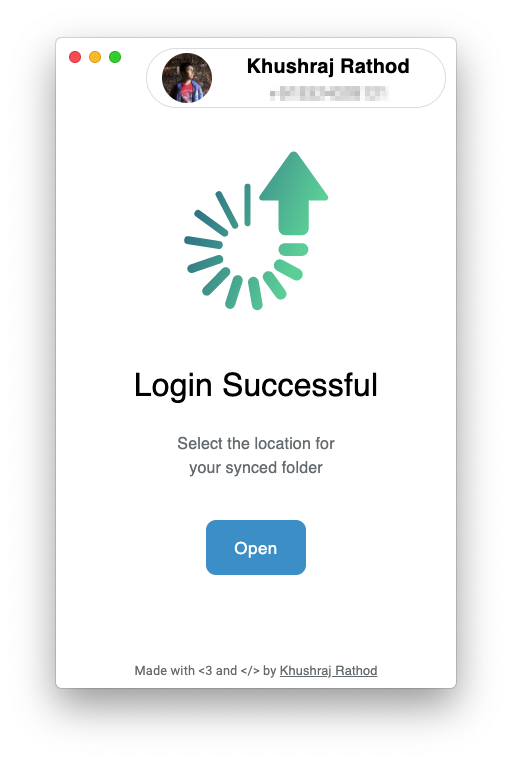 Khushraj Rathod
Login Successful
Select the location for
your synced folder
Open
Made with <3 and </> by Khushraj Rathod